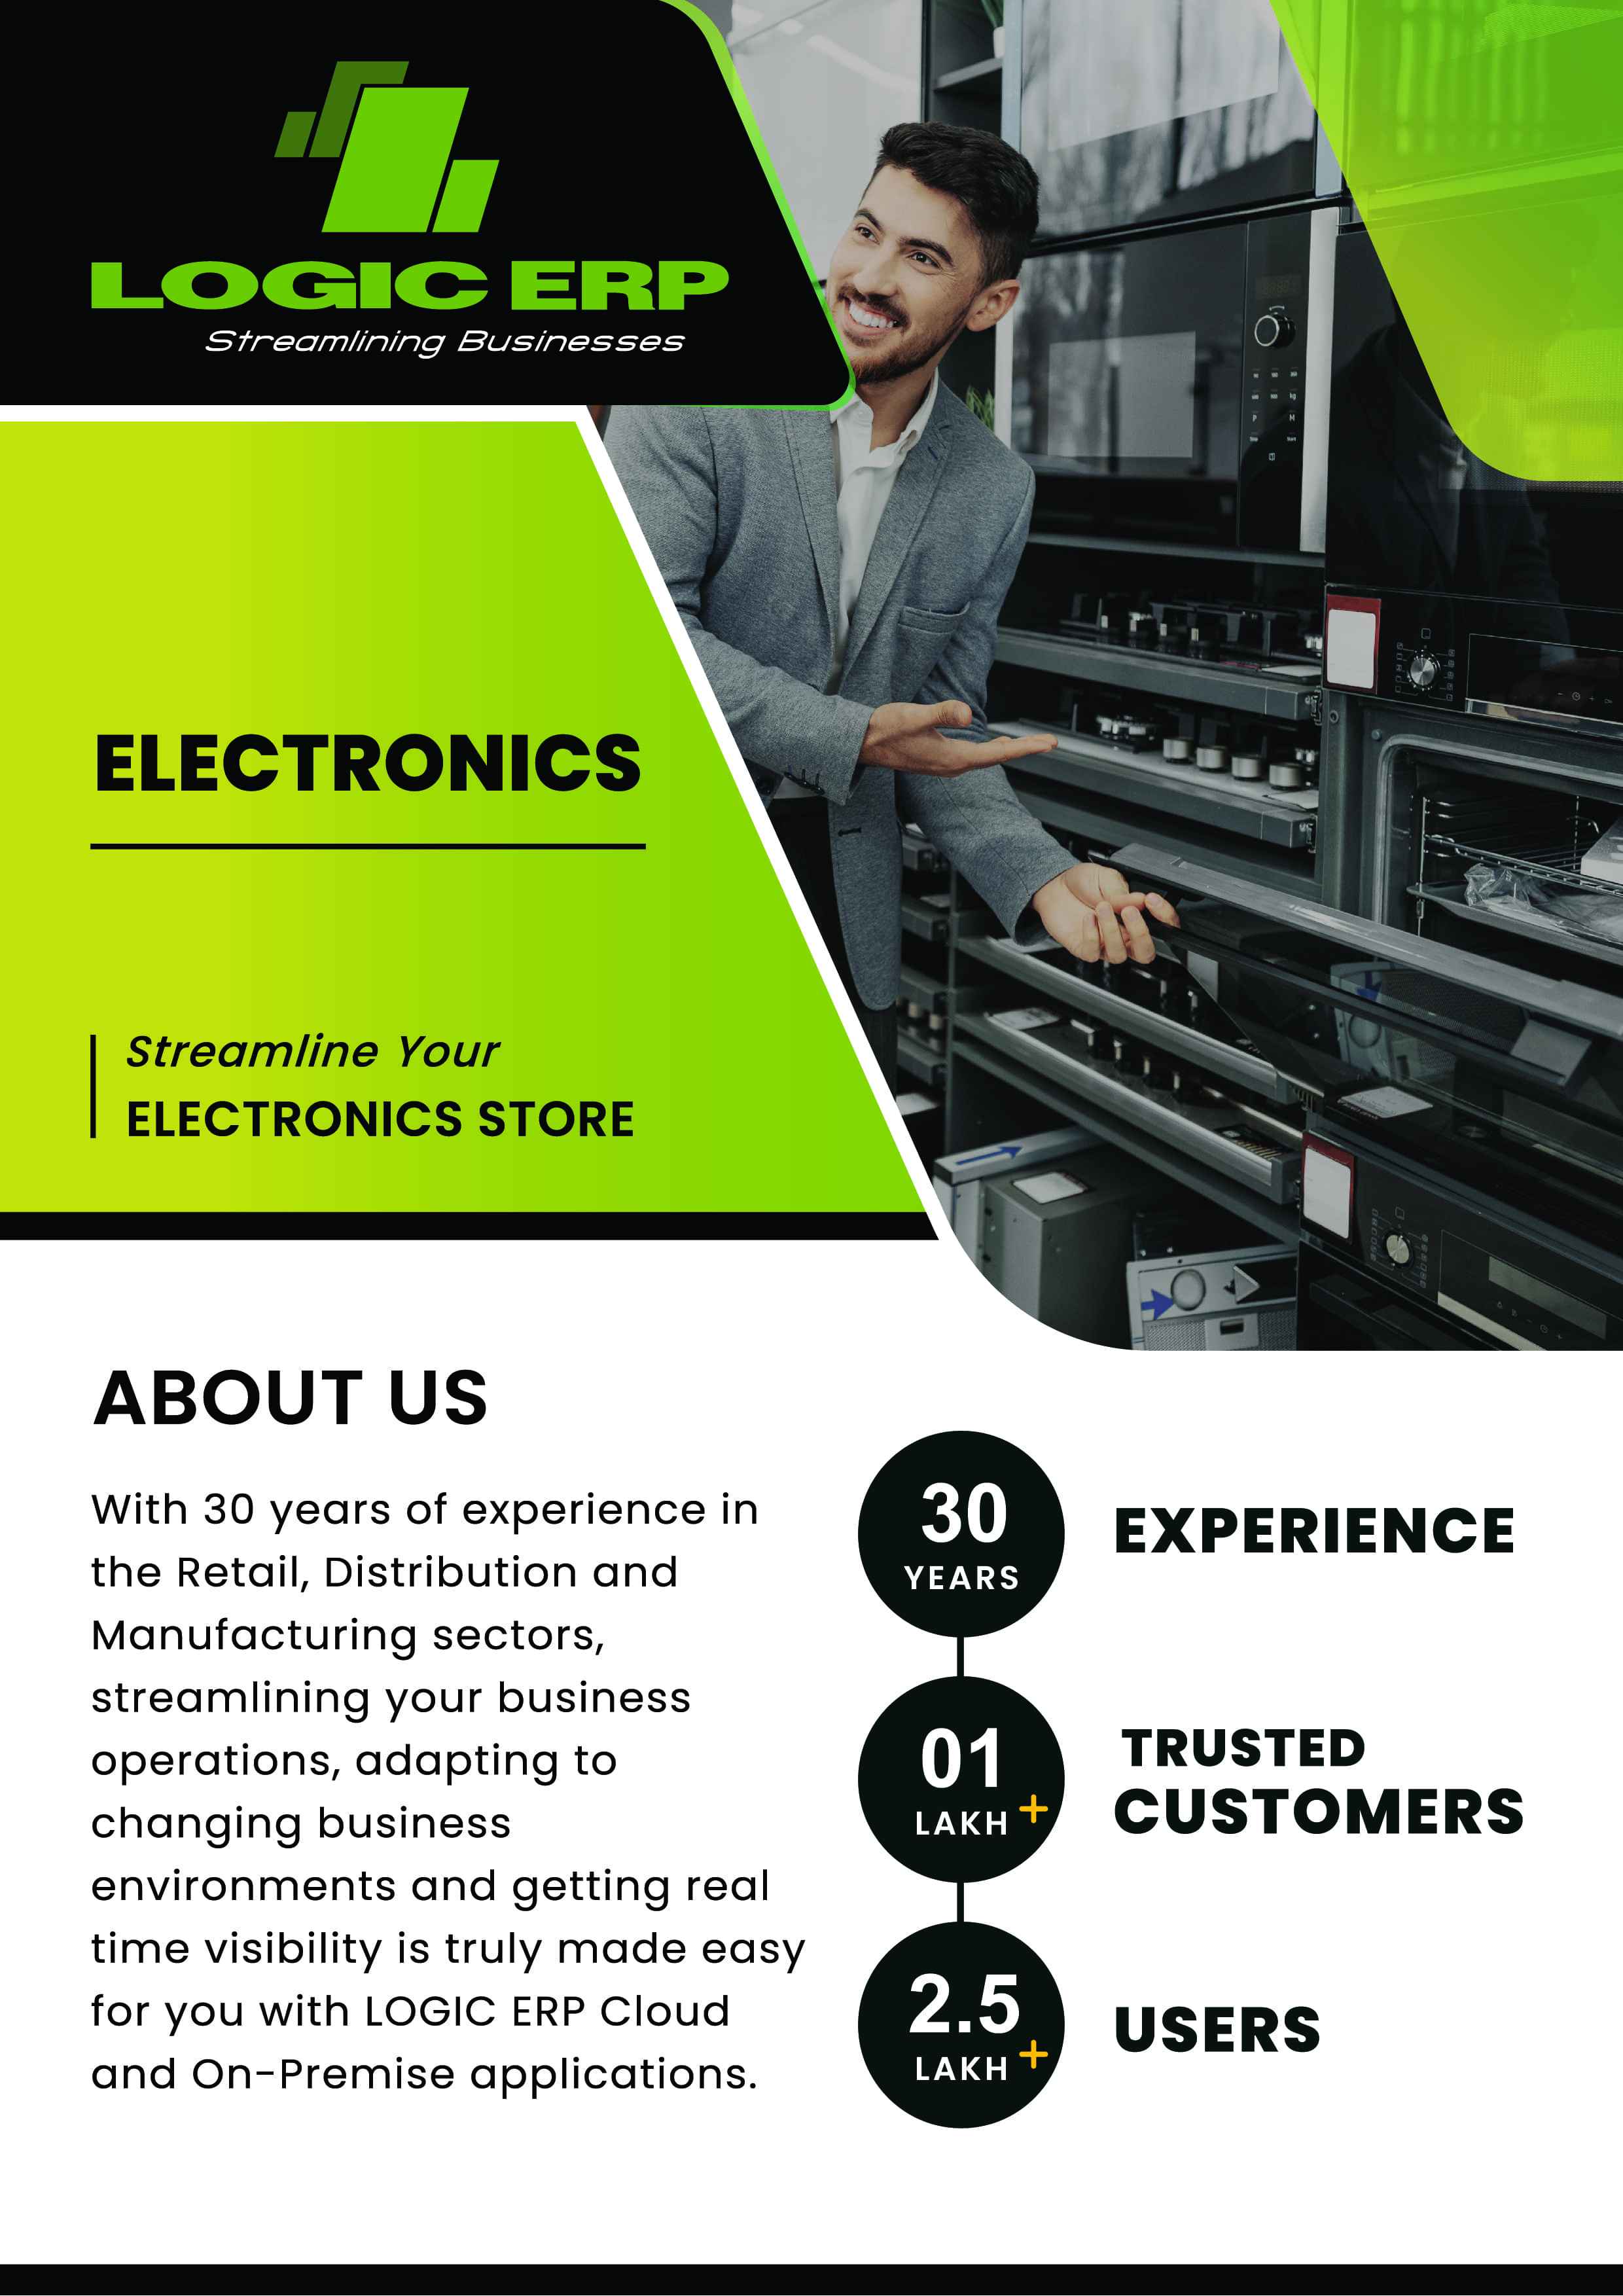 LOGIC ERP
Streamlining Businesses
ELECTRONICS
Streamline Your
ELECTRONICS STORE
ABOUT US
With 30 years of experience in
the Retail, Distribution and
Manufacturing sectors,
streamlining your business
operations, adapting to
changing business
environments and getting real
time visibility is truly made easy
for you with LOGIC ERP Cloud
and On-Premise applications.
30
YEARS
EXPERIENCE
01
LAKH +
TRUSTED
CUSTOMERS
2.5
LAKH +
USERS